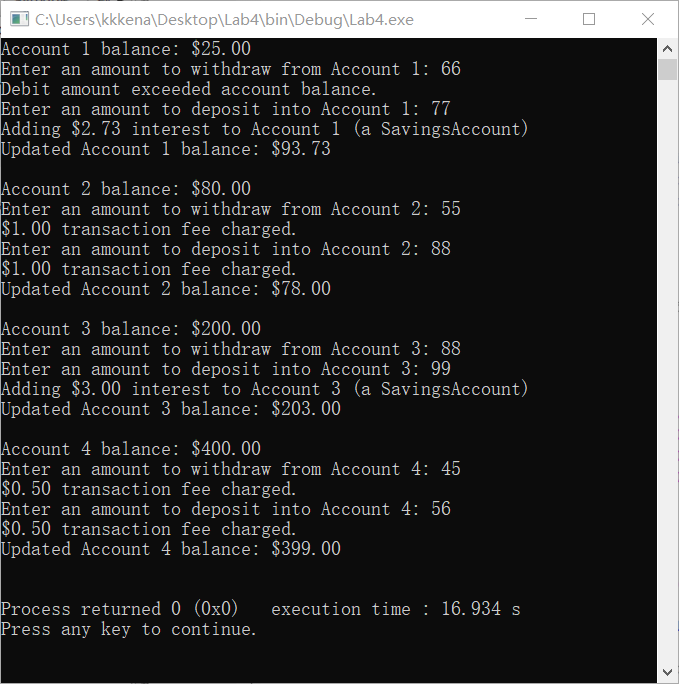 C:\Users\kkkena\Desktop\Lab4\bin\Debug\Lab4.exe
Account 1 balance: $25.00
Enter an amount to withdraw from Account 1: 66
Debit amount exceeded account balance.
Enter an amount to deposit into Account 1: 77
Adding $2.73 interest to Account 1 (a SavingsAccount)
Updated Account 1 balance: $93.73

Account 2 balance: $80.00
Enter an amount to withdraw from Account 2: 55
$1.00 transaction fee charged.
Enter an amount to deposit into Account 2: 88
$1.00 transaction fee charged.
Updated Account 2 balance: $78.00

Account 3 balance: $200.00
Enter an amount to withdraw from Account 3: 88
Enter an amount to deposit into Account 3: 99
Adding $3.00 interest to Account 3 (a SavingsAccount)
Updated Account 3 balance: $203.00

Account 4 balance: $400.00
Enter an amount to withdraw from Account 4: 45
$0.50 transaction fee charged.
Enter an amount to deposit into Account 4: 56
$0.50 transaction fee charged.
Updated Account 4 balance: $399.00

Process returned 0 (0x0)   execution time : 16.934 s
Press any key to continue.